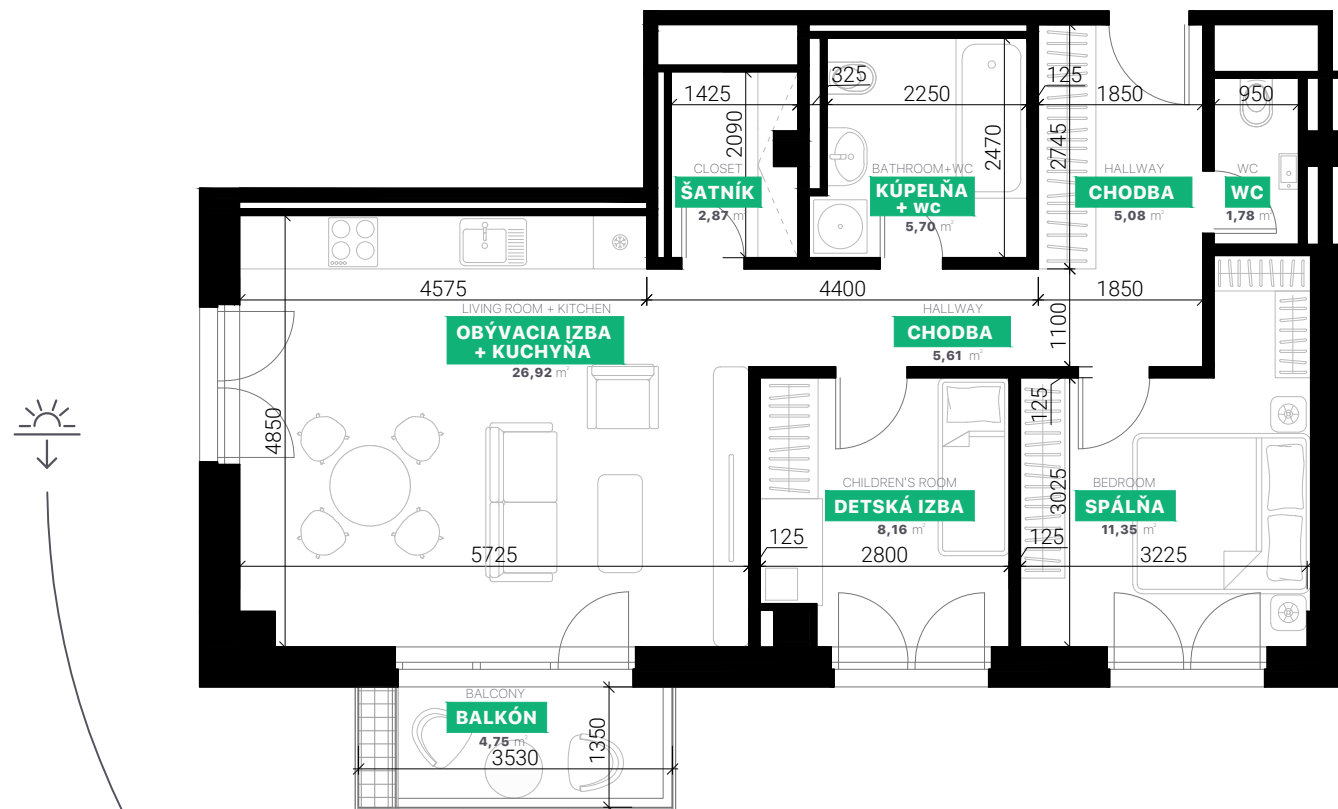 325
125
1425
2250
1850
950
2090
2470
2745
CLOSET
ŠATNÍK
2,87 m²
BATHROOM+WC
KÚPEĽŇA
+ WC
5,70 m²
HALLWAY
CHODBA
5,08 m²
WC
WC
1,78 m²
4575
4400
1850
LIVING ROOM + KITCHEN
OBÝVACIA IZBA
+ KUCHYŇA
26,92 m²
HALLWAY
CHODBA
5,61 m²
1100
4850
125
3025
CHILDREN'S ROOM
DETSKÁ IZBA
8,16 m²
BEDROOM
SPÁLŇA
11,35 m²
125
125
5725
2800
3225
BALCONY
BALKÓN
4,75 m²
3530
1350